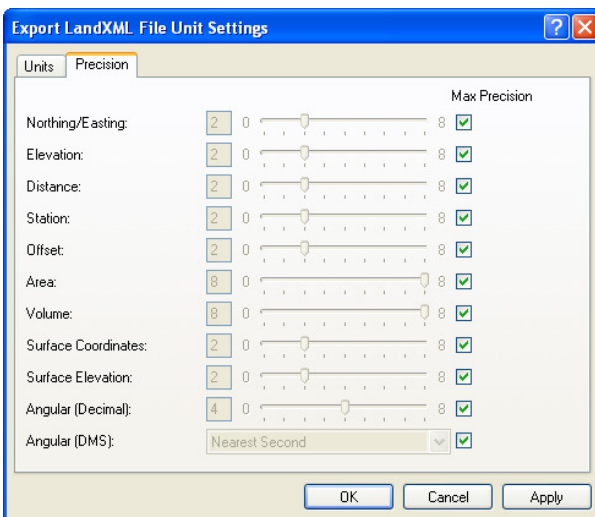 Export LandXML File Unit Settings
Units Precision
Max Precision
Northing/Easting: 2 0 8
Elevation: 2 0 8
Distance: 2 0 8
Station: 2 0 8
Offset: 2 0 8
Area: 8 0 8
Volume: 8 0 8
Surface Coordinates: 2 0 8
Surface Elevation: 2 0 8
Angular (Decimal): 4 0 8
Angular (DMS): Nearest Second
OK Cancel Apply